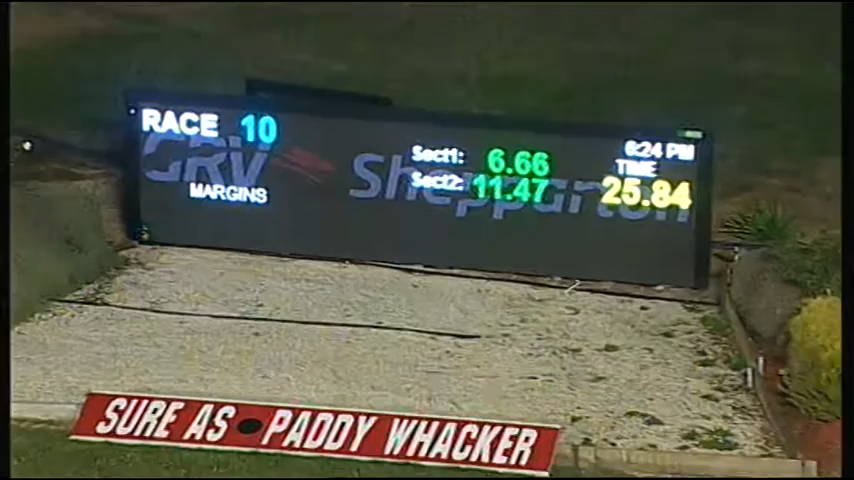 RACE 10
GRV Shepparton
MARGINS
Sect1: 6.66
Sect2: 11.47
6:24 PM
TIME
25.84
SURE AS PADDY WHACKER